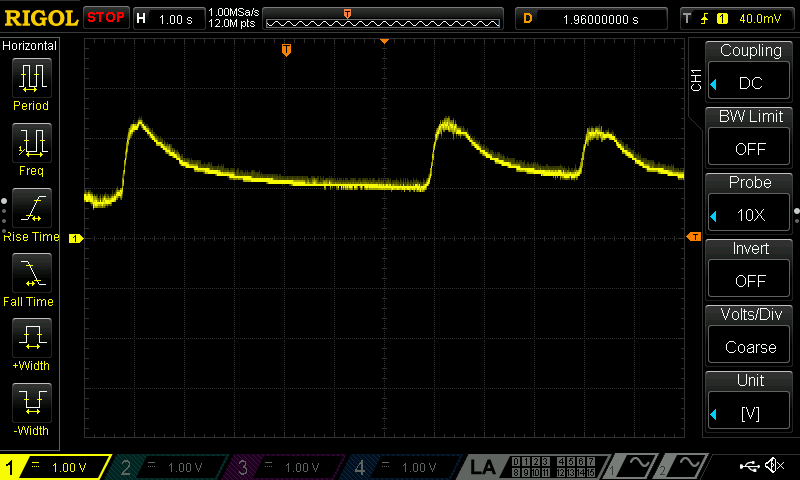 RIGOL STOP H 1.00 s 1.00MSa/s 12.0M pts T D 1.96000000 s T 1 40.0mV
Horizontal
Period
Freq
Rise Time
Fall Time
+Width
-Width
T
1
T
CH1
Coupling
DC
BW Limit
OFF
Probe
10X
Invert
OFF
Volts/Div
Coarse
Unit
[V]
1 1.00 V 2 1.00 V 3 1.00 V 4 1.00 V LA 0 1 2 3 4 5 6 7 1 2
8 9 10 11 12 13 14 15